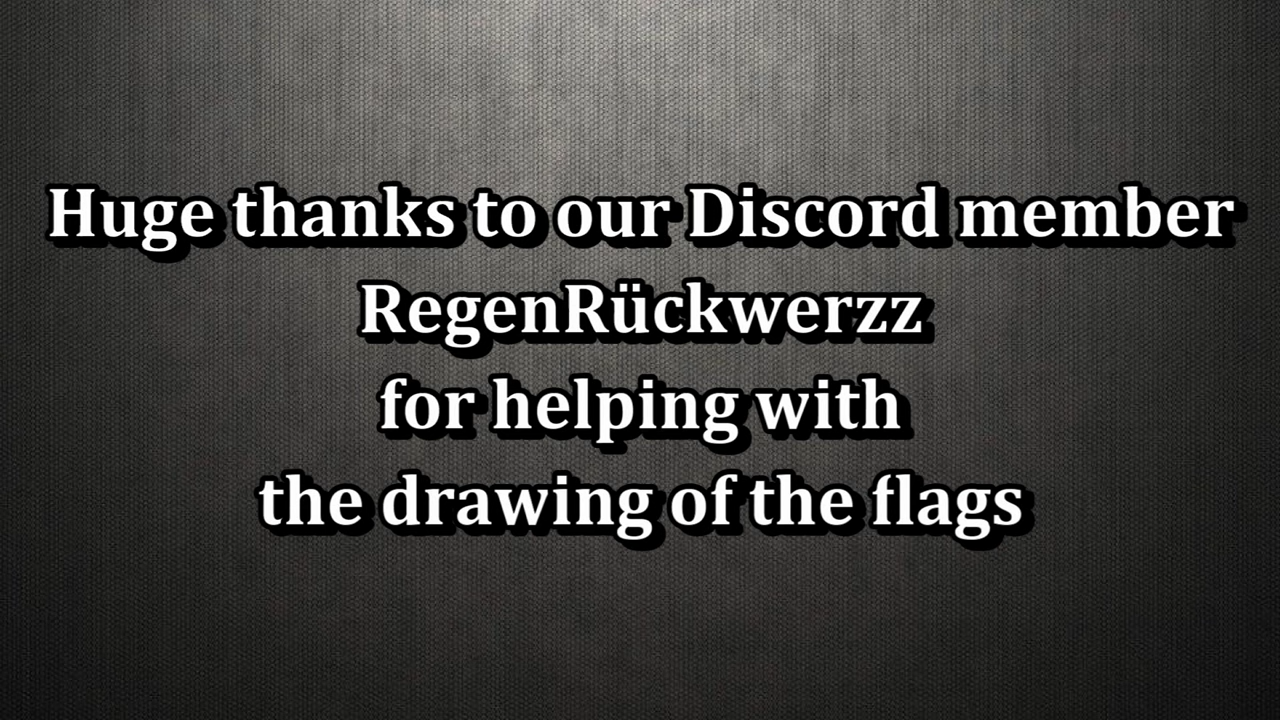 Huge thanks to our Discord member
RegenRückwerzz
for helping with
the drawing of the flags